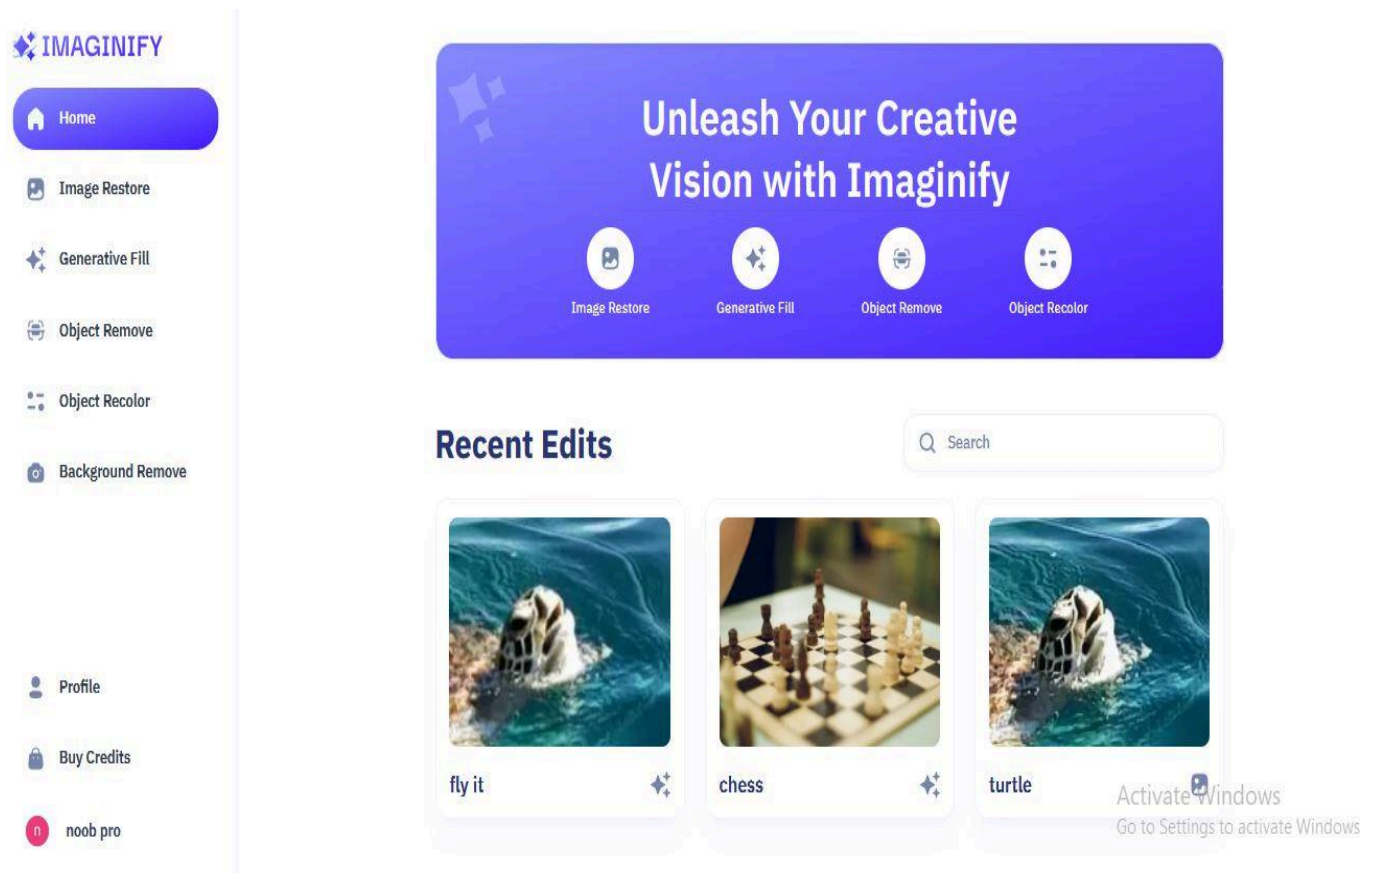 IMAGINIFY
Home
Image Restore
Generative Fill
Object Remove
Object Recolor
Background Remove
Profile
Buy Credits
n
noob pro
Unleash Your Creative
Vision with Imaginify
Image Restore
Generative Fill
Object Remove
Object Recolor
Recent Edits
Search
fly it
chess
turtle
Activate Windows
Go to Settings to activate Windows